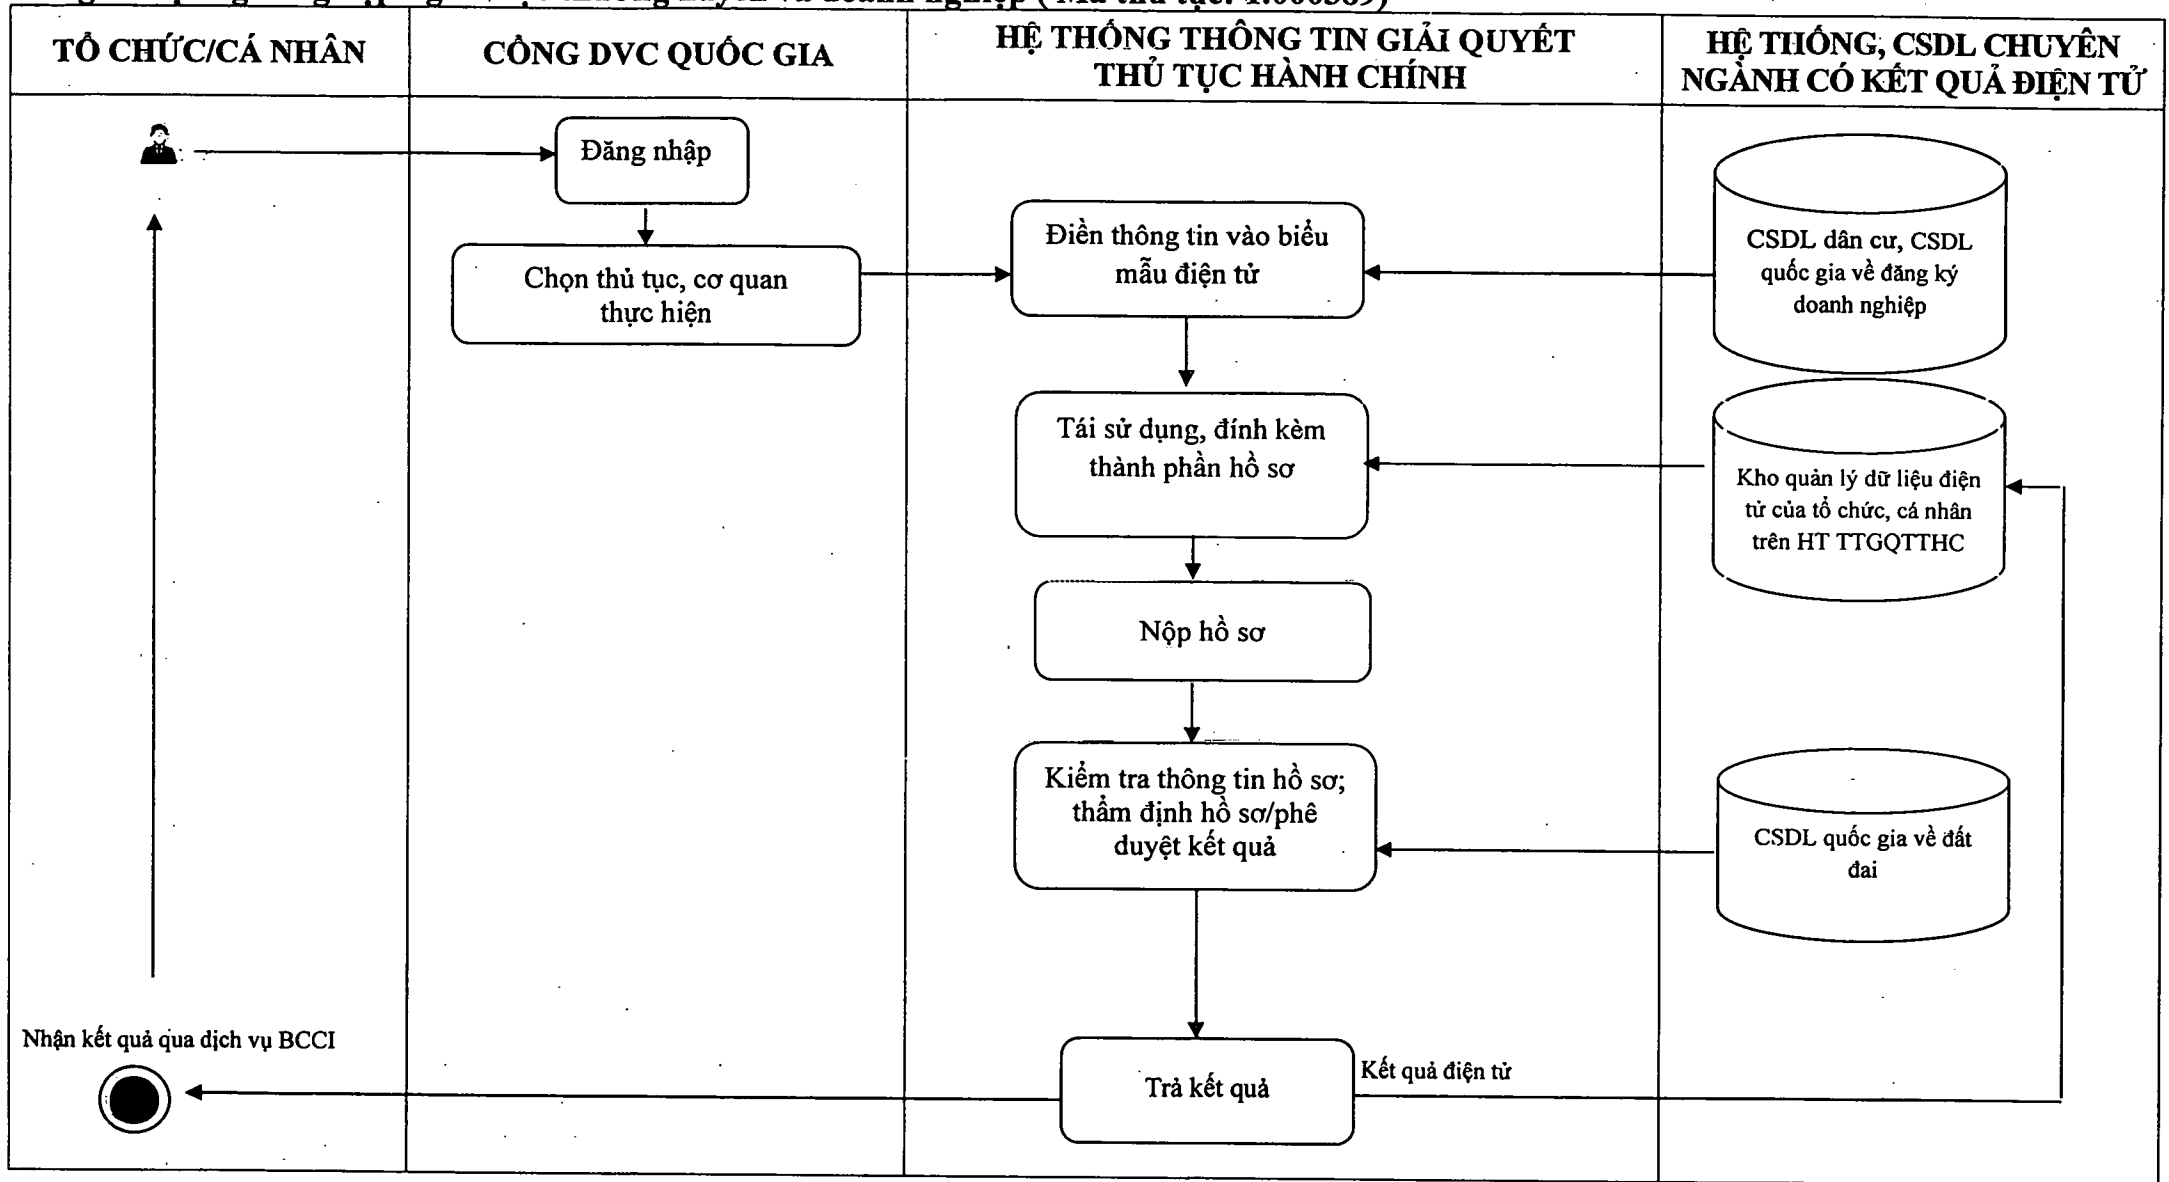 TỔ CHỨC/CÁ NHÂN
CỔNG DVC QUỐC GIA
HỆ THỐNG THÔNG TIN GIẢI QUYẾT
THỦ TỤC HÀNH CHÍNH
HỆ THỐNG, CSDL CHUYÊN
NGÀNH CÓ KẾT QUẢ ĐIỆN TỬ
Đăng nhập
Chọn thủ tục, cơ quan
thực hiện
Điền thông tin vào biểu
mẫu điện tử
CSDL dân cư, CSDL
quốc gia về đăng ký
doanh nghiệp
Tái sử dụng, đính kèm
thành phần hồ sơ
Kho quản lý dữ liệu điện
tử của tổ chức, cá nhân
trên HT TTGQTTHC
Nộp hồ sơ
Kiểm tra thông tin hồ sơ;
thẩm định hồ sơ/phê
duyệt kết quả
CSDL quốc gia về đất
đai
Nhận kết quả qua dịch vụ BCCI
Trả kết quả
Kết quả điện tử